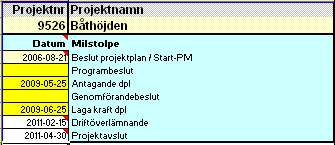 Projektnr Projektnamn
9526 Båthöjden
Datum Milstolpe
2006-08-21 Beslut projektplan / Start-PM
Programbeslut
2009-05-25 Antagande dpl
Genomförandebeslut
2009-06-25 Laga kraft dpl
2011-02-15 Driftöverlämnande
2011-04-30 Projektavslut